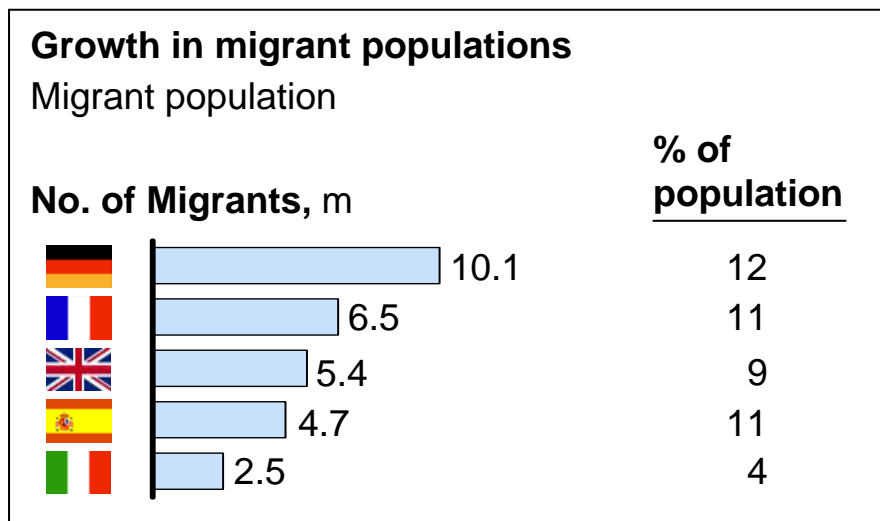 Growth in migrant populations
Migrant population
% of
population
No. of Migrants, m
10.1 12
6.5 11
5.4 9
4.7 11
2.5 4